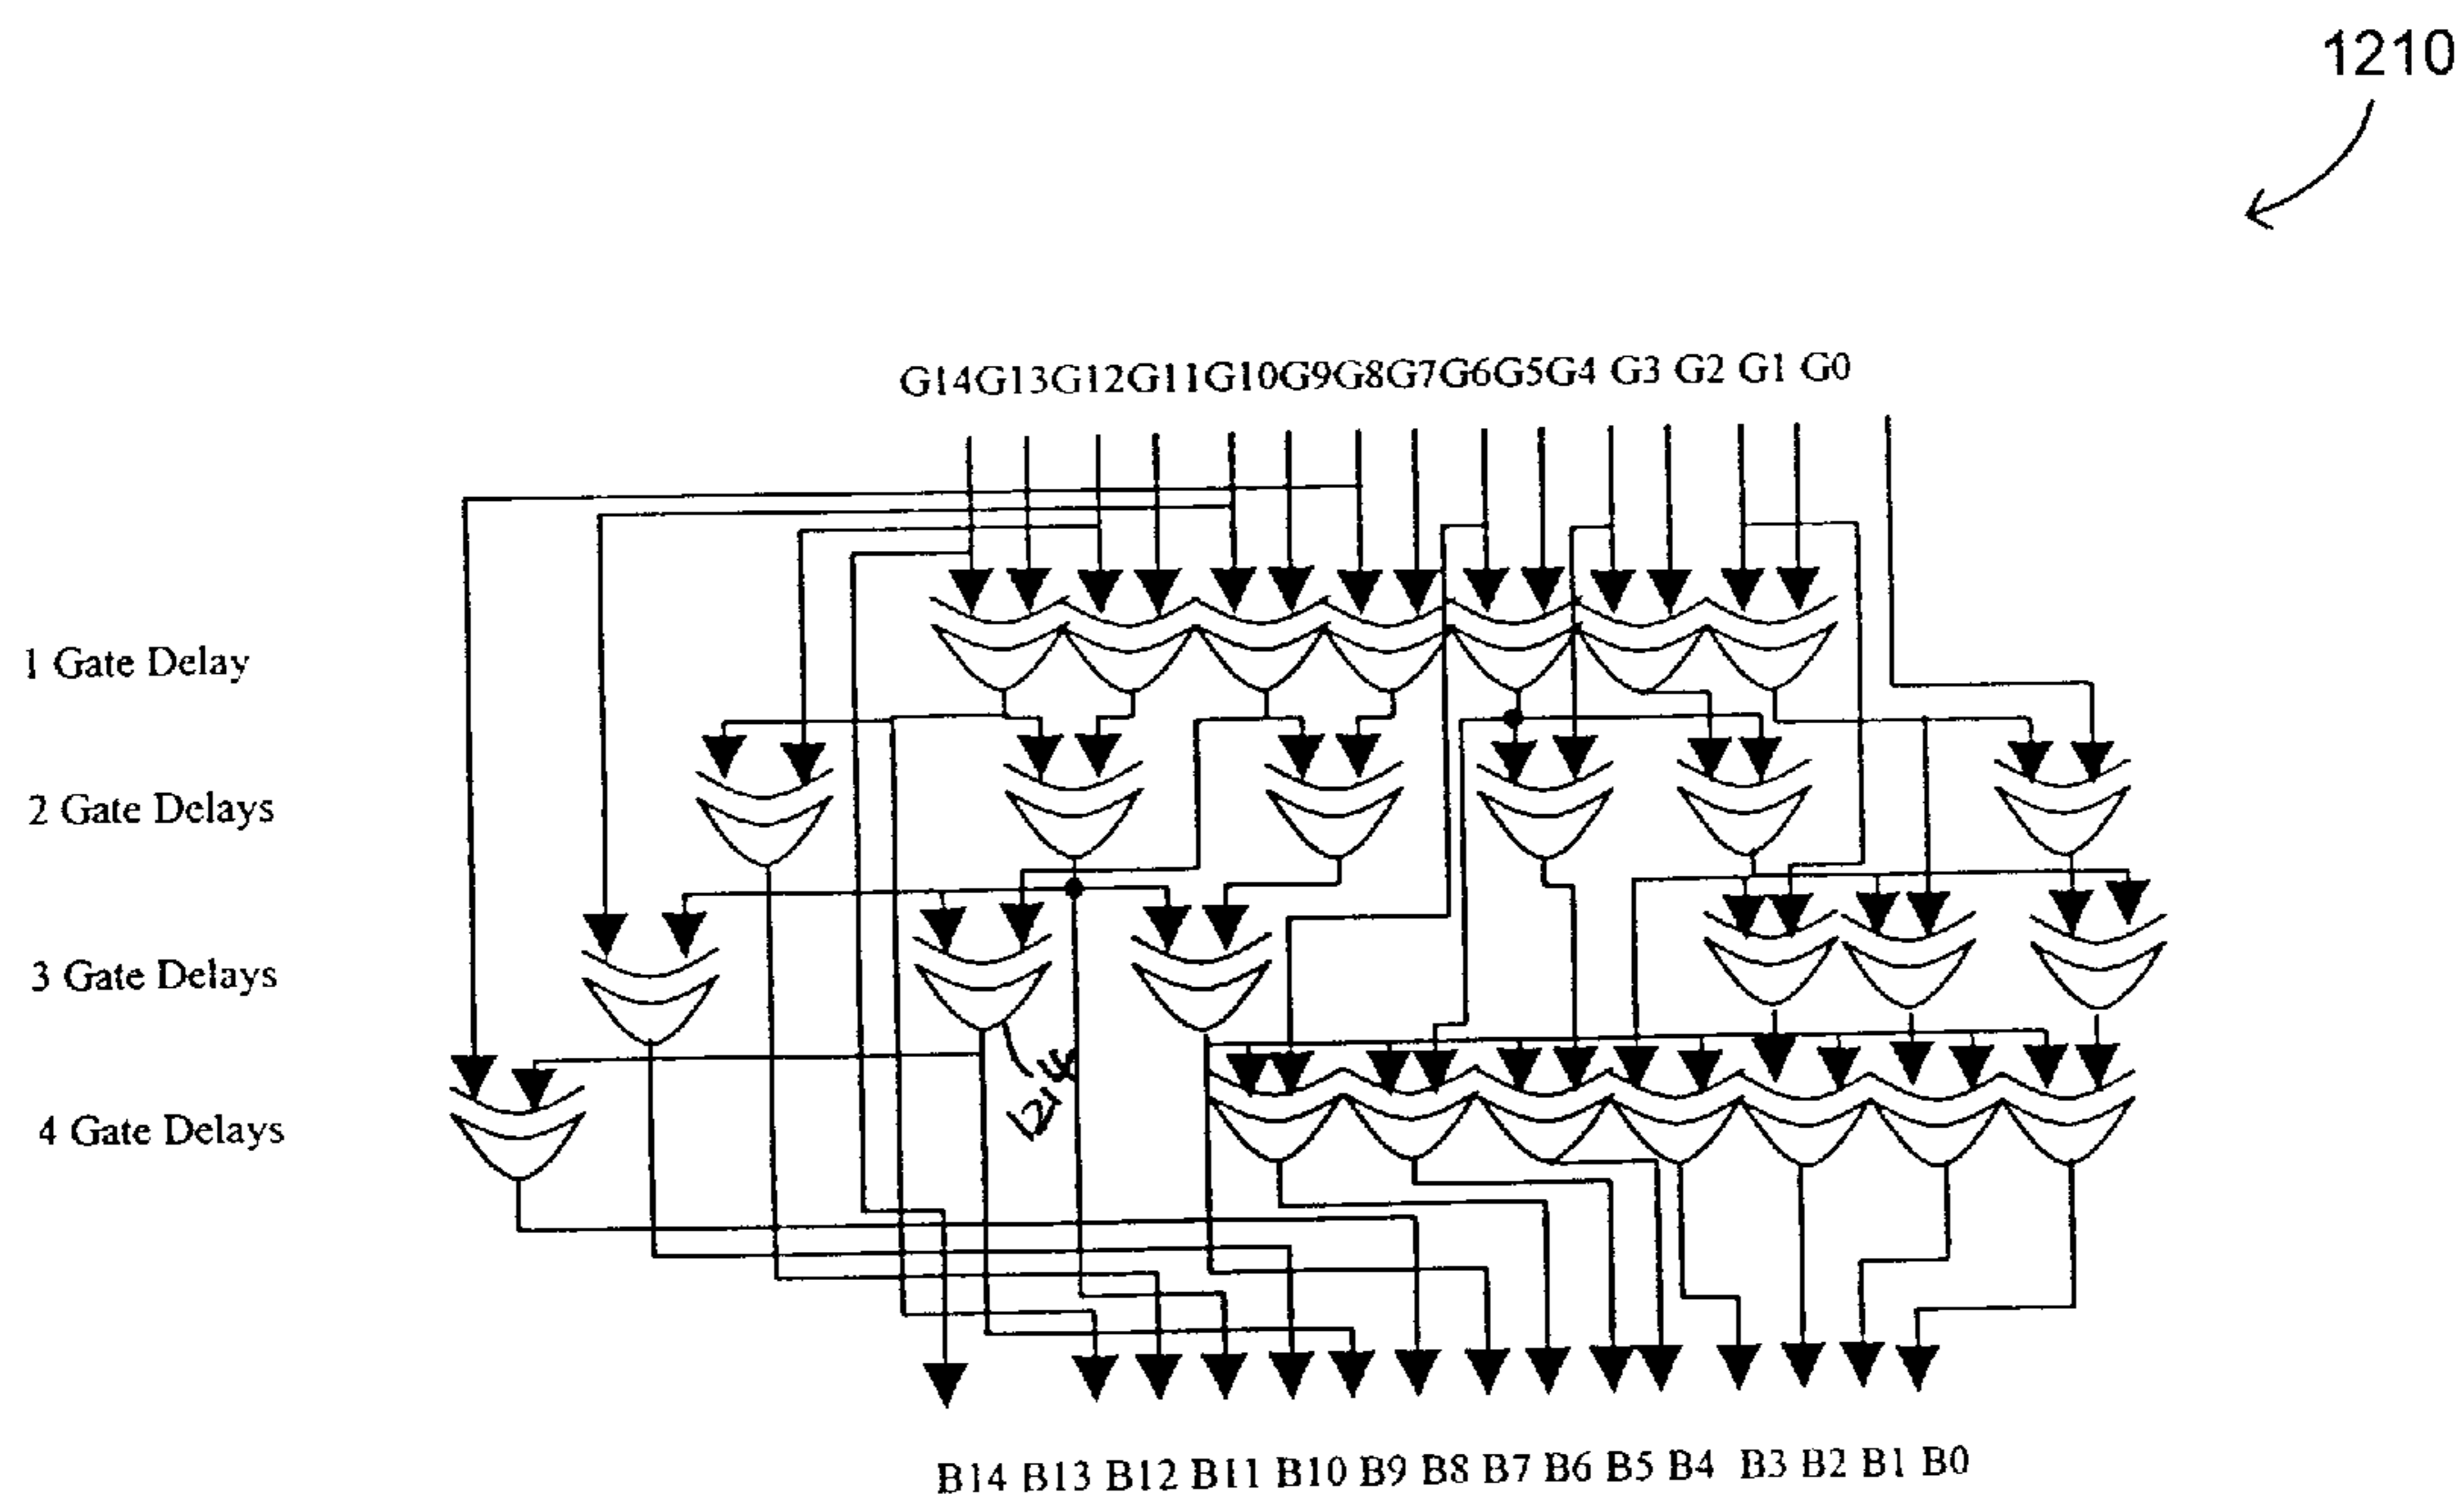 1210
G14G13G12G11G10G9G8G7G6G5G4 G3 G2 G1 G0
1 Gate Delay
2 Gate Delays
3 Gate Delays
4 Gate Delays
B14 B13 B12 B11 B10 B9 B8 B7 B6 B5 B4 B3 B2 B1 B0